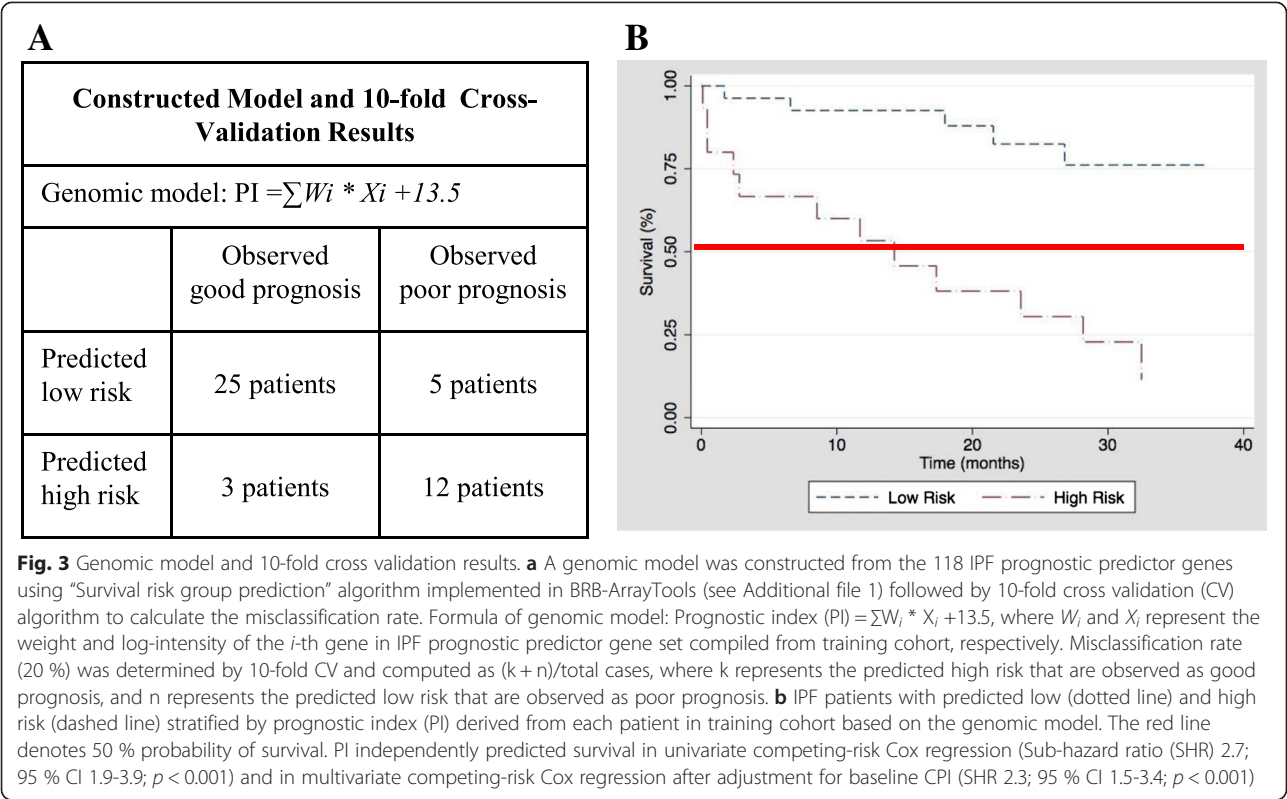 A
Constructed Model and 10-fold Cross-
Validation Results
Genomic model: PI =∑Wi * Xi +13.5
Observed
good prognosis
Observed
poor prognosis
Predicted
low risk
25 patients
5 patients
Predicted
high risk
3 patients
12 patients
B
Survival (%)
1.00
0.75
0.50
0.25
0.00
0
10
20
30
40
Time (months)
Low Risk
High Risk
Fig. 3 Genomic model and 10-fold cross validation results. a A genomic model was constructed from the 118 IPF prognostic predictor genes
using “Survival risk group prediction” algorithm implemented in BRB-ArrayTools (see Additional file 1) followed by 10-fold cross validation (CV)
algorithm to calculate the misclassification rate. Formula of genomic model: Prognostic index (PI) = ∑Wi * Xi +13.5, where Wi and Xi represent the
weight and log-intensity of the i-th gene in IPF prognostic predictor gene set compiled from training cohort, respectively. Misclassification rate
(20 %) was determined by 10-fold CV and computed as (k + n)/total cases, where k represents the predicted high risk that are observed as good
prognosis, and n represents the predicted low risk that are observed as poor prognosis. b IPF patients with predicted low (dotted line) and high
risk (dashed line) stratified by prognostic index (PI) derived from each patient in training cohort based on the genomic model. The red line
denotes 50 % probability of survival. PI independently predicted survival in univariate competing-risk Cox regression (Sub-hazard ratio (SHR) 2.7;
95 % CI 1.9-3.9; p < 0.001) and in multivariate competing-risk Cox regression after adjustment for baseline CPI (SHR 2.3; 95 % CI 1.5-3.4; p < 0.001)